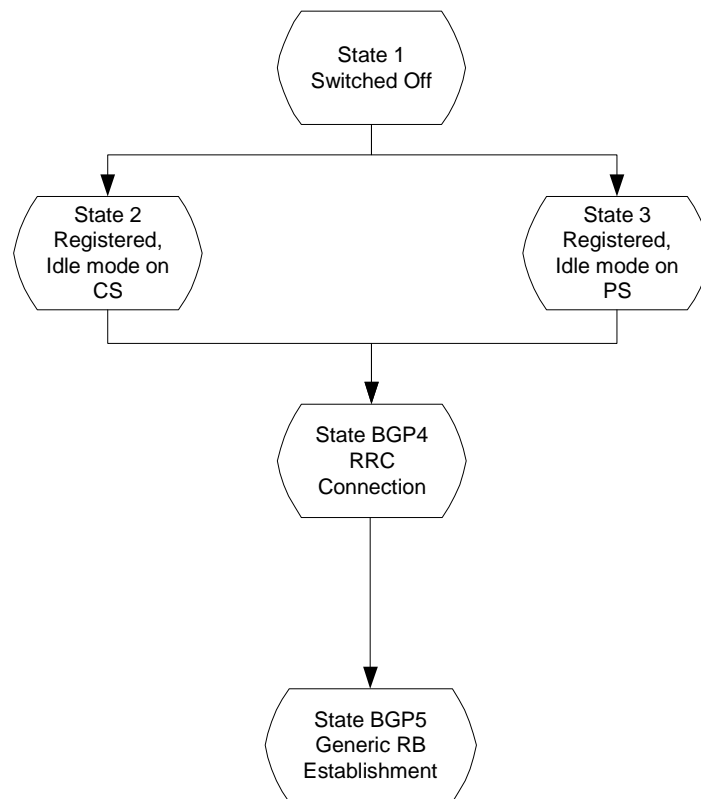 State 1
Switched Off
State 2
Registered,
Idle mode on
CS
State 3
Registered,
Idle mode on
PS
State BGP4
RRC
Connection
State BGP5
Generic RB
Establishment